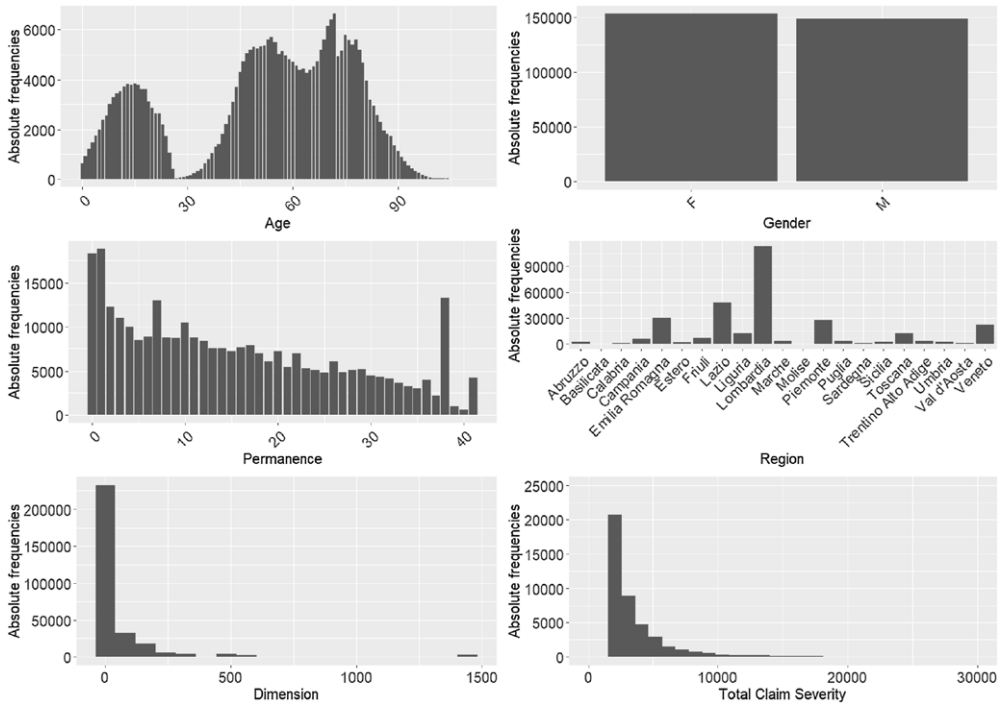 Absolute frequencies
6000
4000
2000
0
0
30
60
90
Age
Absolute frequencies
150000
100000
50000
0
F
M
Gender
Absolute frequencies
15000
10000
5000
0
0
10
20
30
40
Permanence
Absolute frequencies
90000
60000
30000
0
Abruzzo
Basilicata
Calabria
Campania
Emilia Romagna
Estero
Friuli
Lazio
Liguria
Lombardia
Marche
Molise
Piemonte
Puglia
Sardegna
Sicilia
Toscana
Trentino Alto Adige
Umbria
Val d'Aosta
Veneto
Region
Absolute frequencies
200000
150000
100000
50000
0
0
500
1000
1500
Dimension
Absolute frequencies
25000
20000
15000
10000
5000
0
0
10000
20000
30000
Total Claim Severity